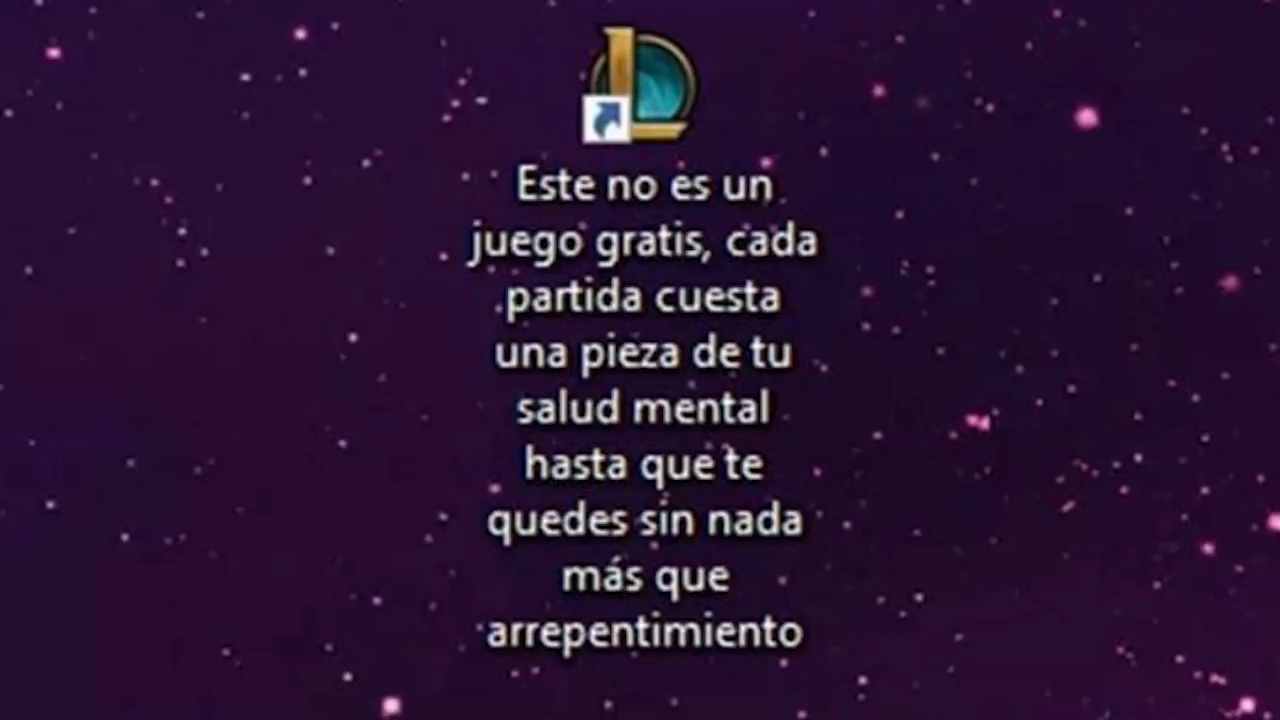 Este no es un
juego gratis, cada
partida cuesta
una pieza de tu
salud mental
hasta que te
quedes sin nada
más que
arrepentimiento